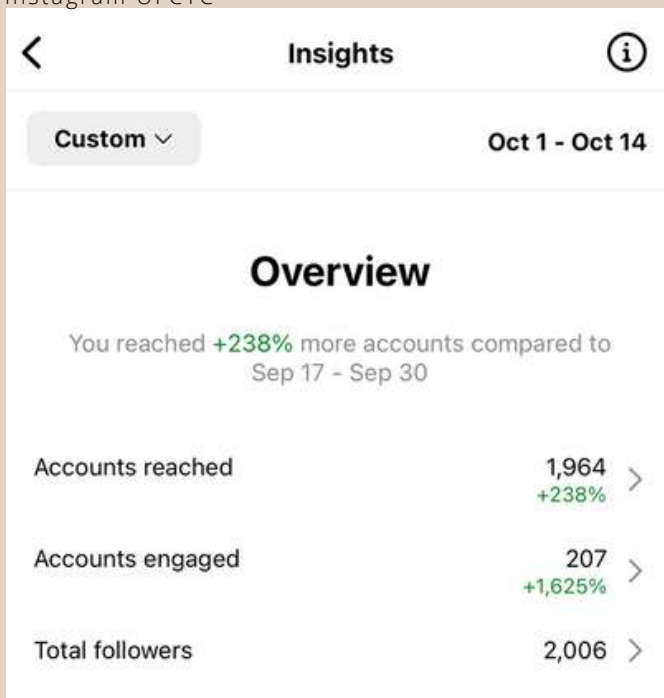 Insights
Custom
Oct 1 - Oct 14
Overview
You reached +238% more accounts compared to
Sep 17 - Sep 30
Accounts reached
1,964
+238%
Accounts engaged
207
+1,625%
Total followers
2,006